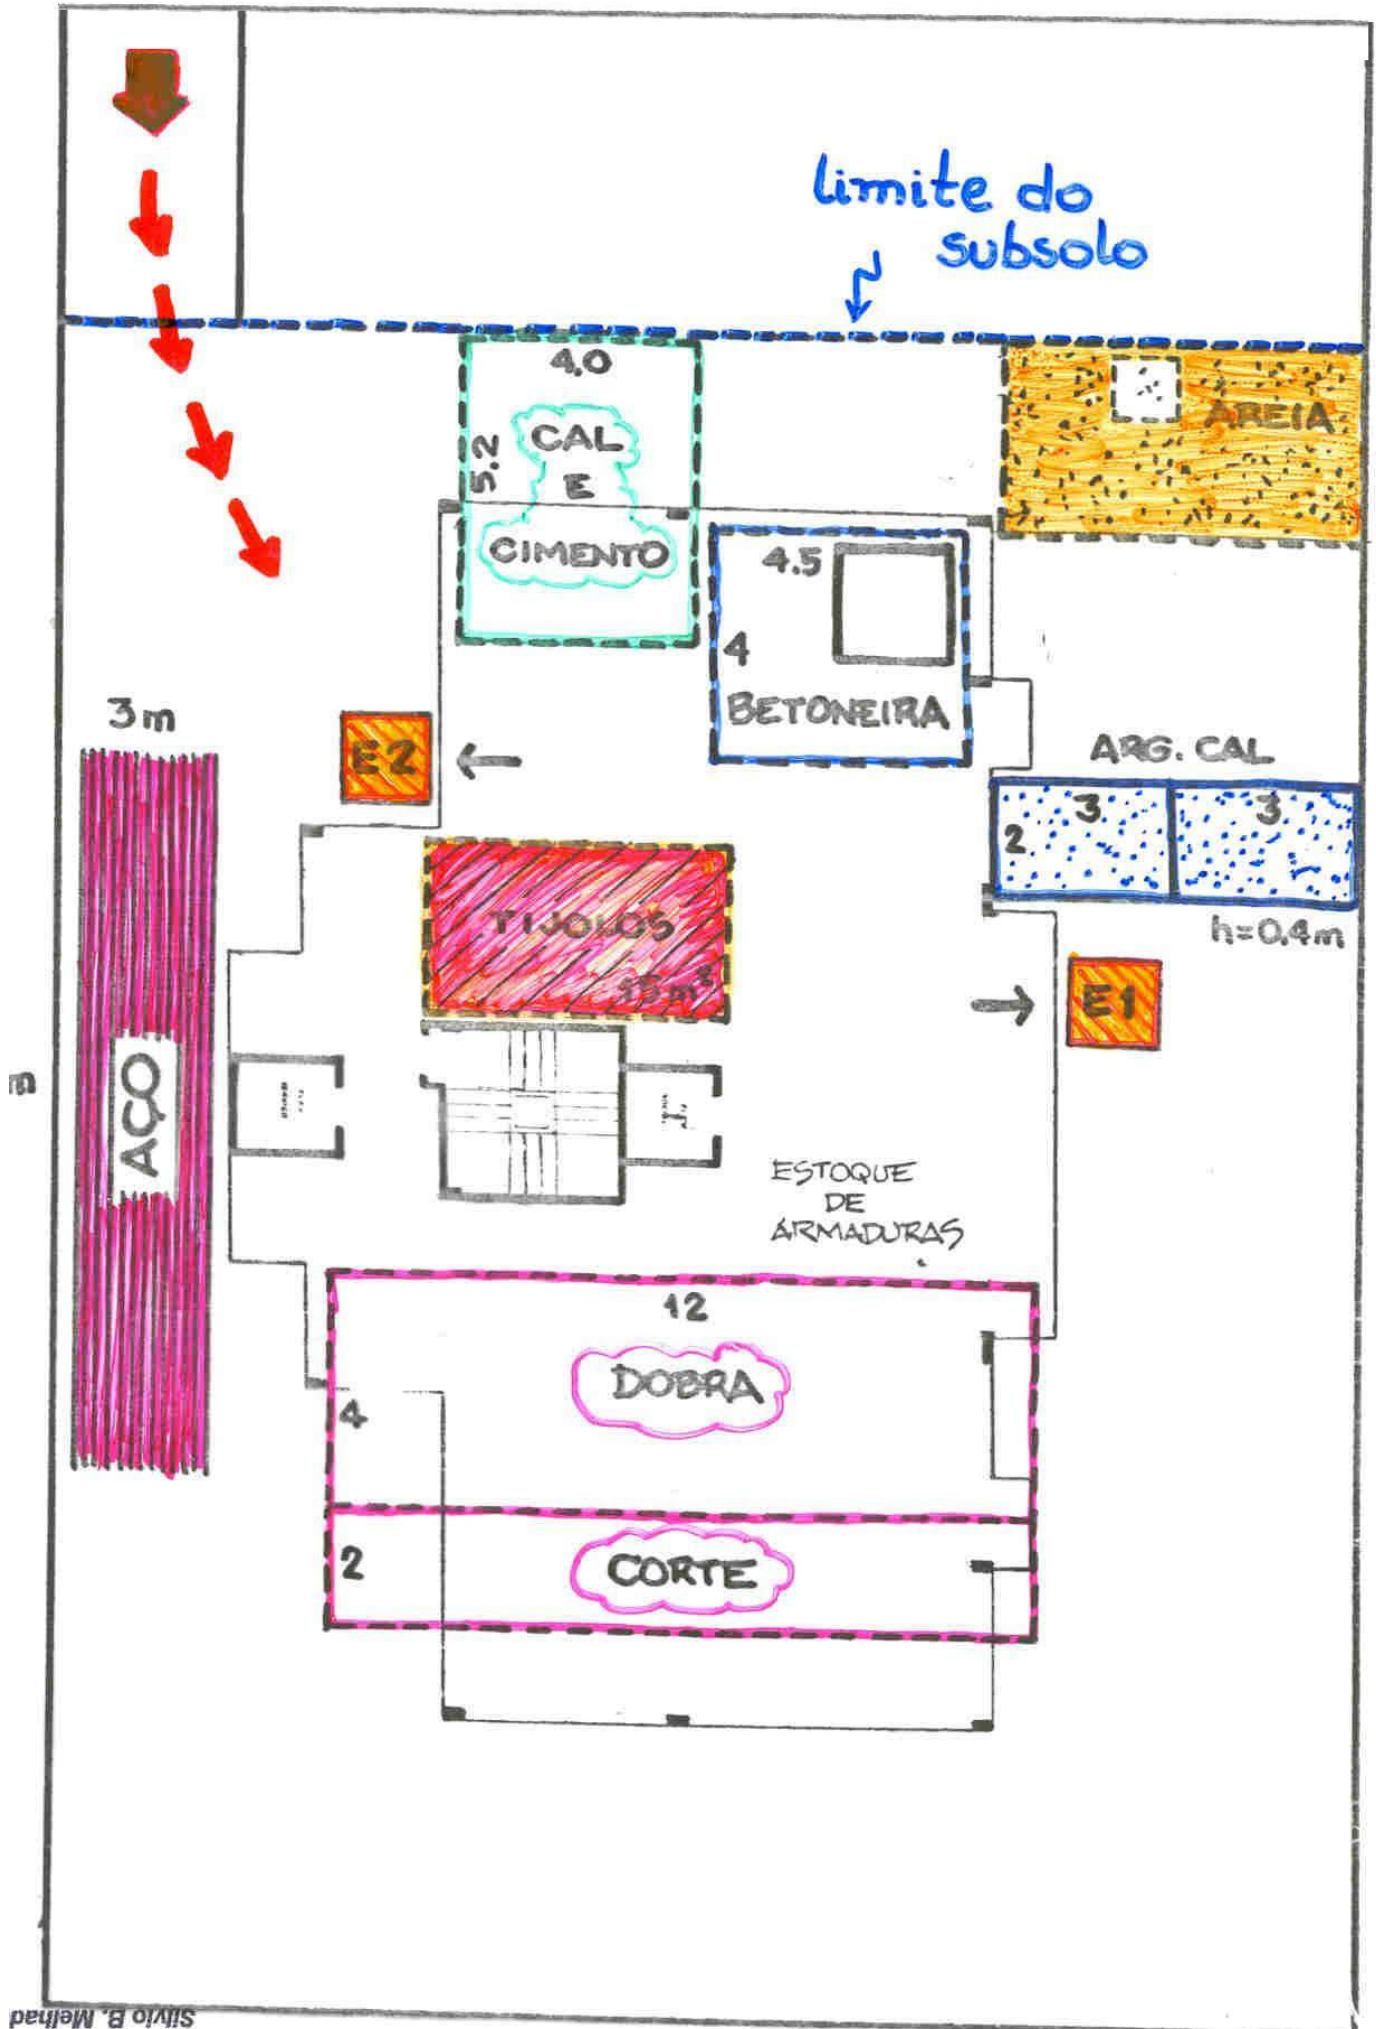 limite do
subsolo
4.0
5.2
CAL
E
CIMENTO
AREIA
4.5
4
BETONEIRA
3m
E2
ARG. CAL
3
3
2
h=0.4m
TIJOLOS
15m²
E1
AÇO
ESTOQUE
DE
ARMADURAS
12
DOBRA
4
CORTE
2
Silvio B. Melhad